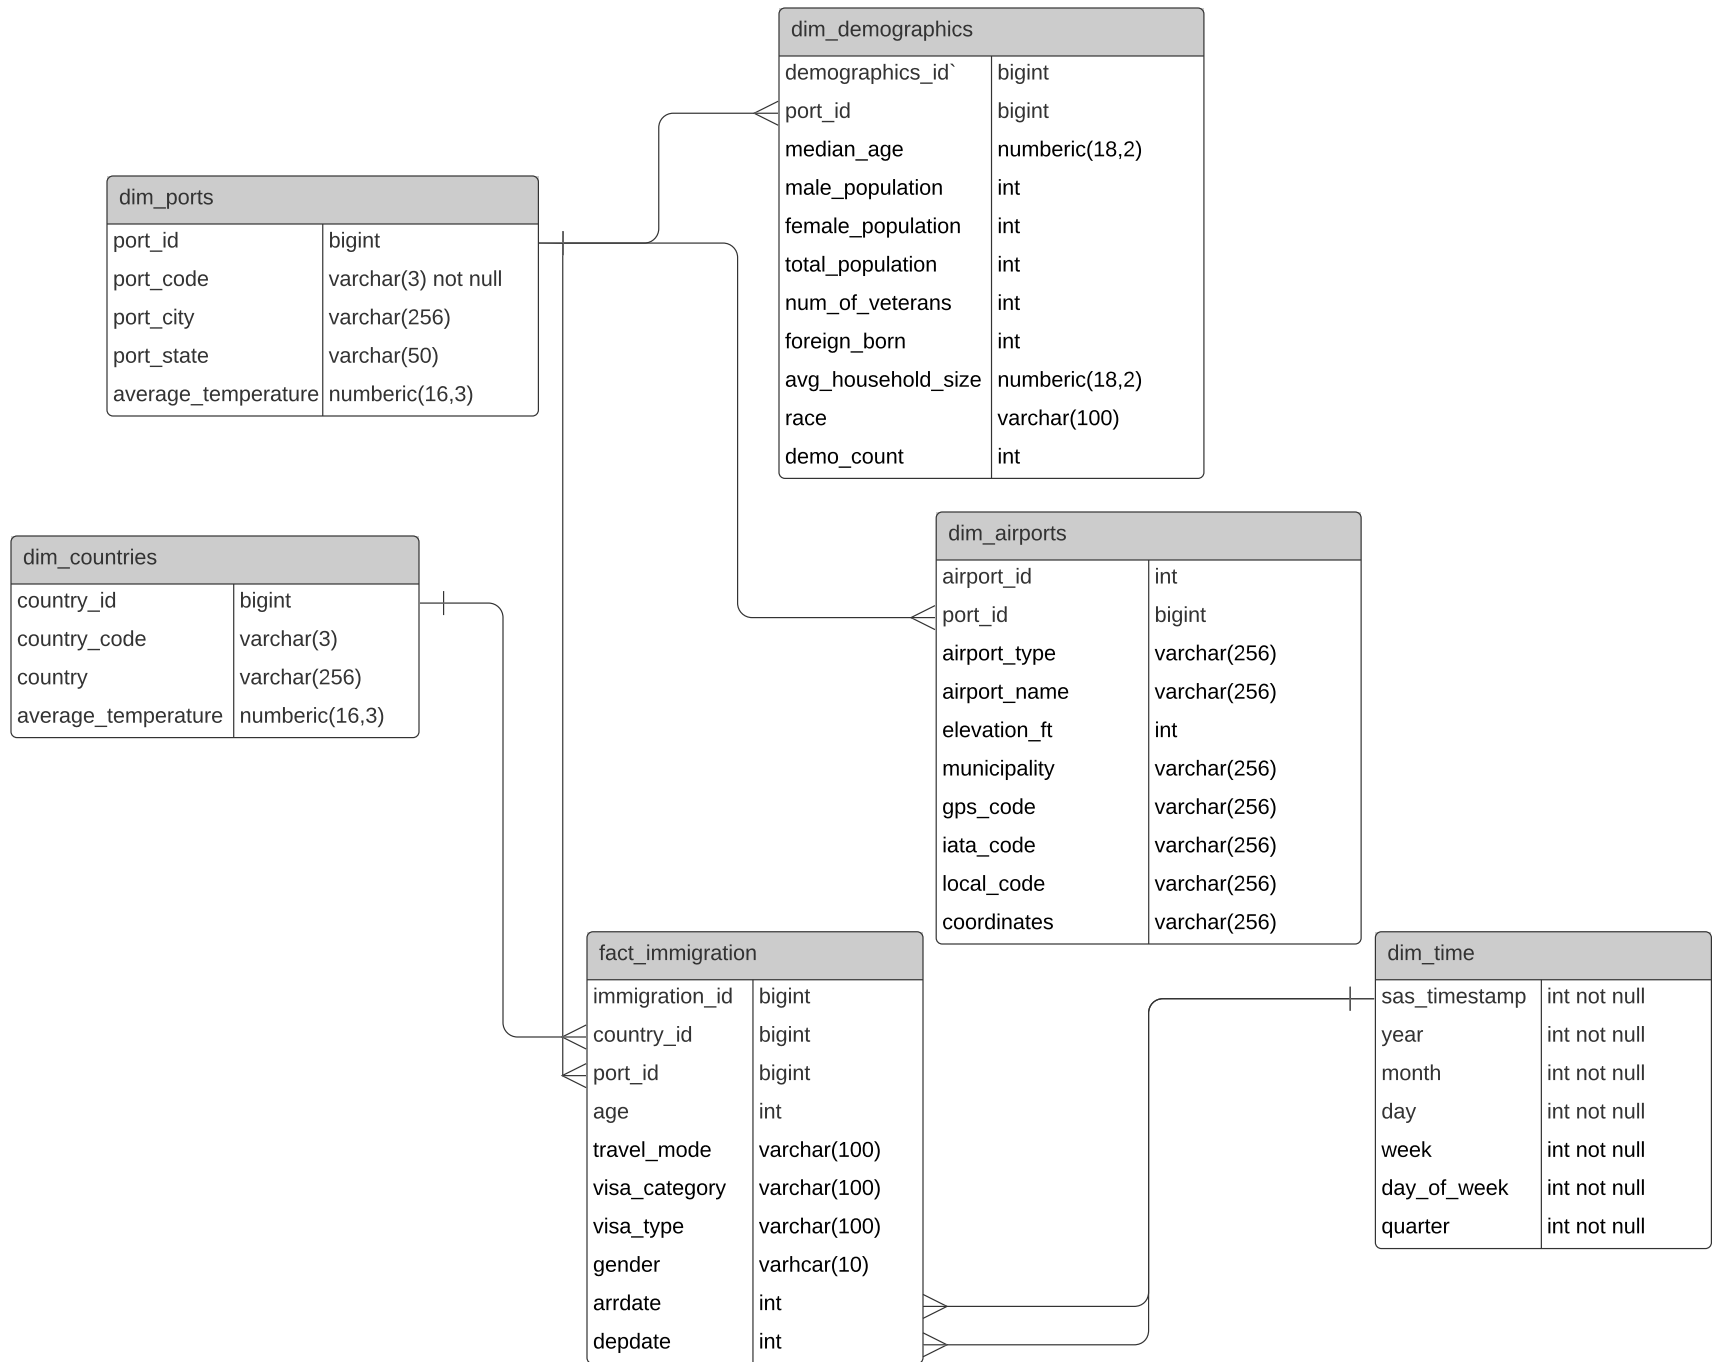 dim_demographics
demographics_id` bigint
port_id bigint
median_age numberic(18,2)
male_population int
female_population int
total_population int
num_of_veterans int
foreign_born int
avg_household_size numberic(18,2)
race varchar(100)
demo_count int
dim_ports
port_id bigint
port_code varchar(3) not null
port_city varchar(256)
port_state varchar(50)
average_temperature numberic(16,3)
dim_countries
country_id bigint
country_code varchar(3)
country varchar(256)
average_temperature numberic(16,3)
dim_airports
airport_id int
port_id bigint
airport_type varchar(256)
airport_name varchar(256)
elevation_ft int
municipality varchar(256)
gps_code varchar(256)
iata_code varchar(256)
local_code varchar(256)
coordinates varchar(256)
fact_immigration
immigration_id bigint
country_id bigint
port_id bigint
age int
travel_mode varchar(100)
visa_category varchar(100)
visa_type varchar(100)
gender varhcar(10)
arrdate int
depdate int
dim_time
sas_timestamp int not null
year int not null
month int not null
day int not null
week int not null
day_of_week int not null
quarter int not null